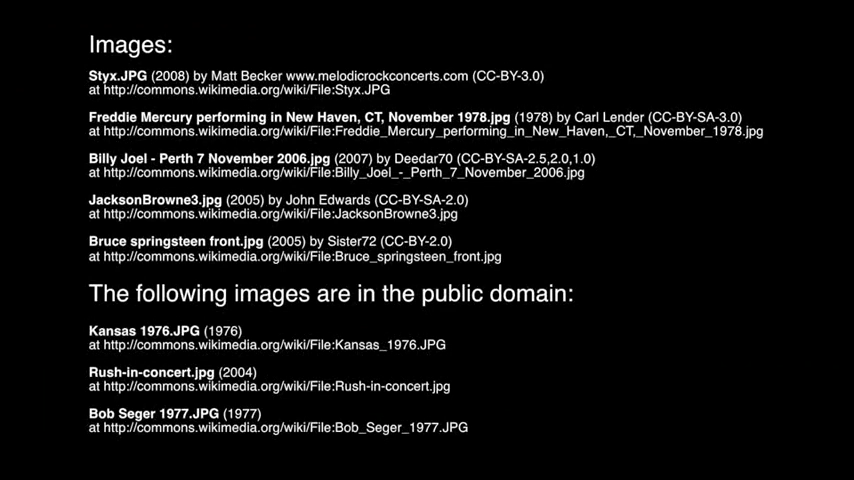 Images:
Styx.JPG (2008) by Matt Becker www.melodicrockconcerts.com (CC-BY-3.0)
at http://commons.wikimedia.org/wiki/File:Styx.JPG
Freddie Mercury performing in New Haven, CT, November 1978.jpg (1978) by Carl Lender (CC-BY-SA-3.0)
at http://commons.wikimedia.org/wiki/File:Freddie_Mercury_performing_in_New_Haven,_CT,_November_1978.jpg
Billy Joel - Perth 7 November 2006.jpg (2007) by Deedar70 (CC-BY-SA-2.5,2.0,1.0)
at http://commons.wikimedia.org/wiki/File:Billy_Joel_-_Perth_7_November_2006.jpg
JacksonBrowne3.jpg (2005) by John Edwards (CC-BY-SA-2.0)
at http://commons.wikimedia.org/wiki/File:JacksonBrowne3.jpg
Bruce springsteen front.jpg (2005) by Sister72 (CC-BY-2.0)
at http://commons.wikimedia.org/wiki/File:Bruce_springsteen_front.jpg
The following images are in the public domain:
Kansas 1976.JPG (1976)
at http://commons.wikimedia.org/wiki/File:Kansas_1976.JPG
Rush-in-concert.jpg (2004)
at http://commons.wikimedia.org/wiki/File:Rush-in-concert.jpg
Bob Seger 1977.JPG (1977)
at http://commons.wikimedia.org/wiki/File:Bob_Seger_1977.JPG